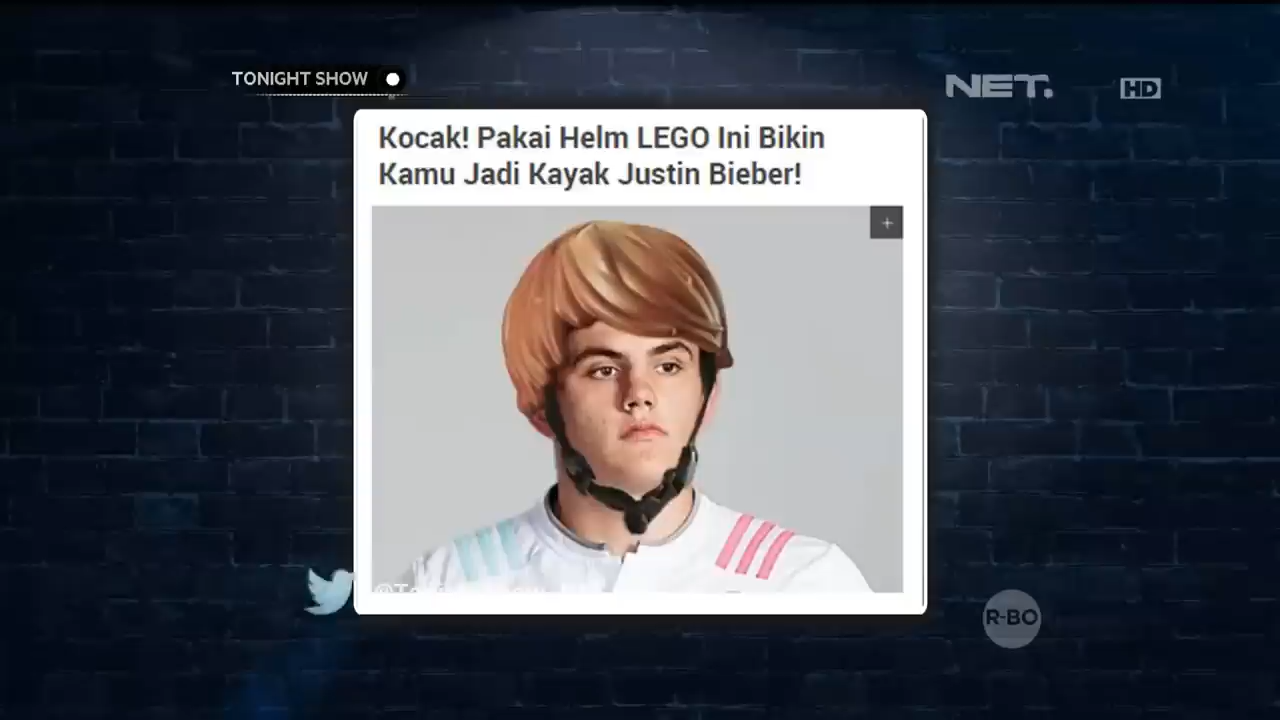 TONIGHT SHOW
NET.
HD
Kocak! Pakai Helm LEGO Ini Bikin
Kamu Jadi Kayak Justin Bieber!
+
R-BO